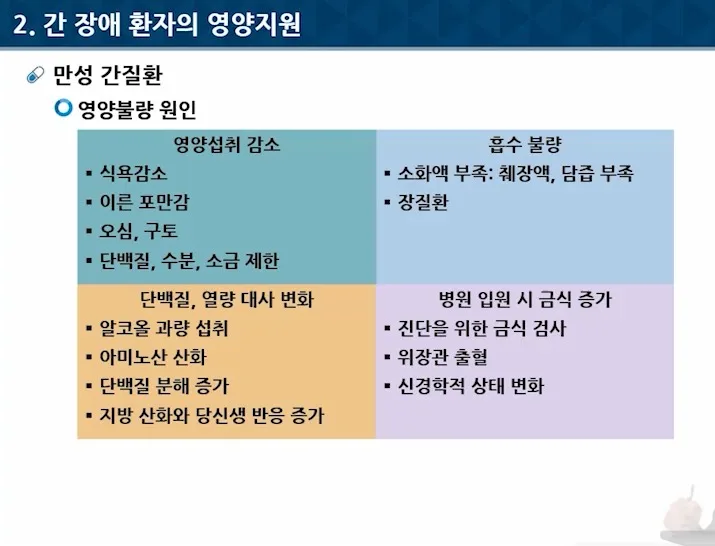 2. 간 장애 환자의 영양지원
만성 간질환
영양불량 원인
영양섭취 감소
▪ 식욕감소
▪ 이른 포만감
▪ 오심, 구토
▪ 단백질, 수분, 소금 제한
흡수 불량
▪ 소화액 부족: 췌장액, 담즙 부족
▪ 장질환
단백질, 열량 대사 변화
▪ 알코올 과량 섭취
▪ 아미노산 산화
▪ 단백질 분해 증가
▪ 지방 산화와 당신생 반응 증가
병원 입원 시 금식 증가
▪ 진단을 위한 금식 검사
▪ 위장관 출혈
▪ 신경학적 상태 변화